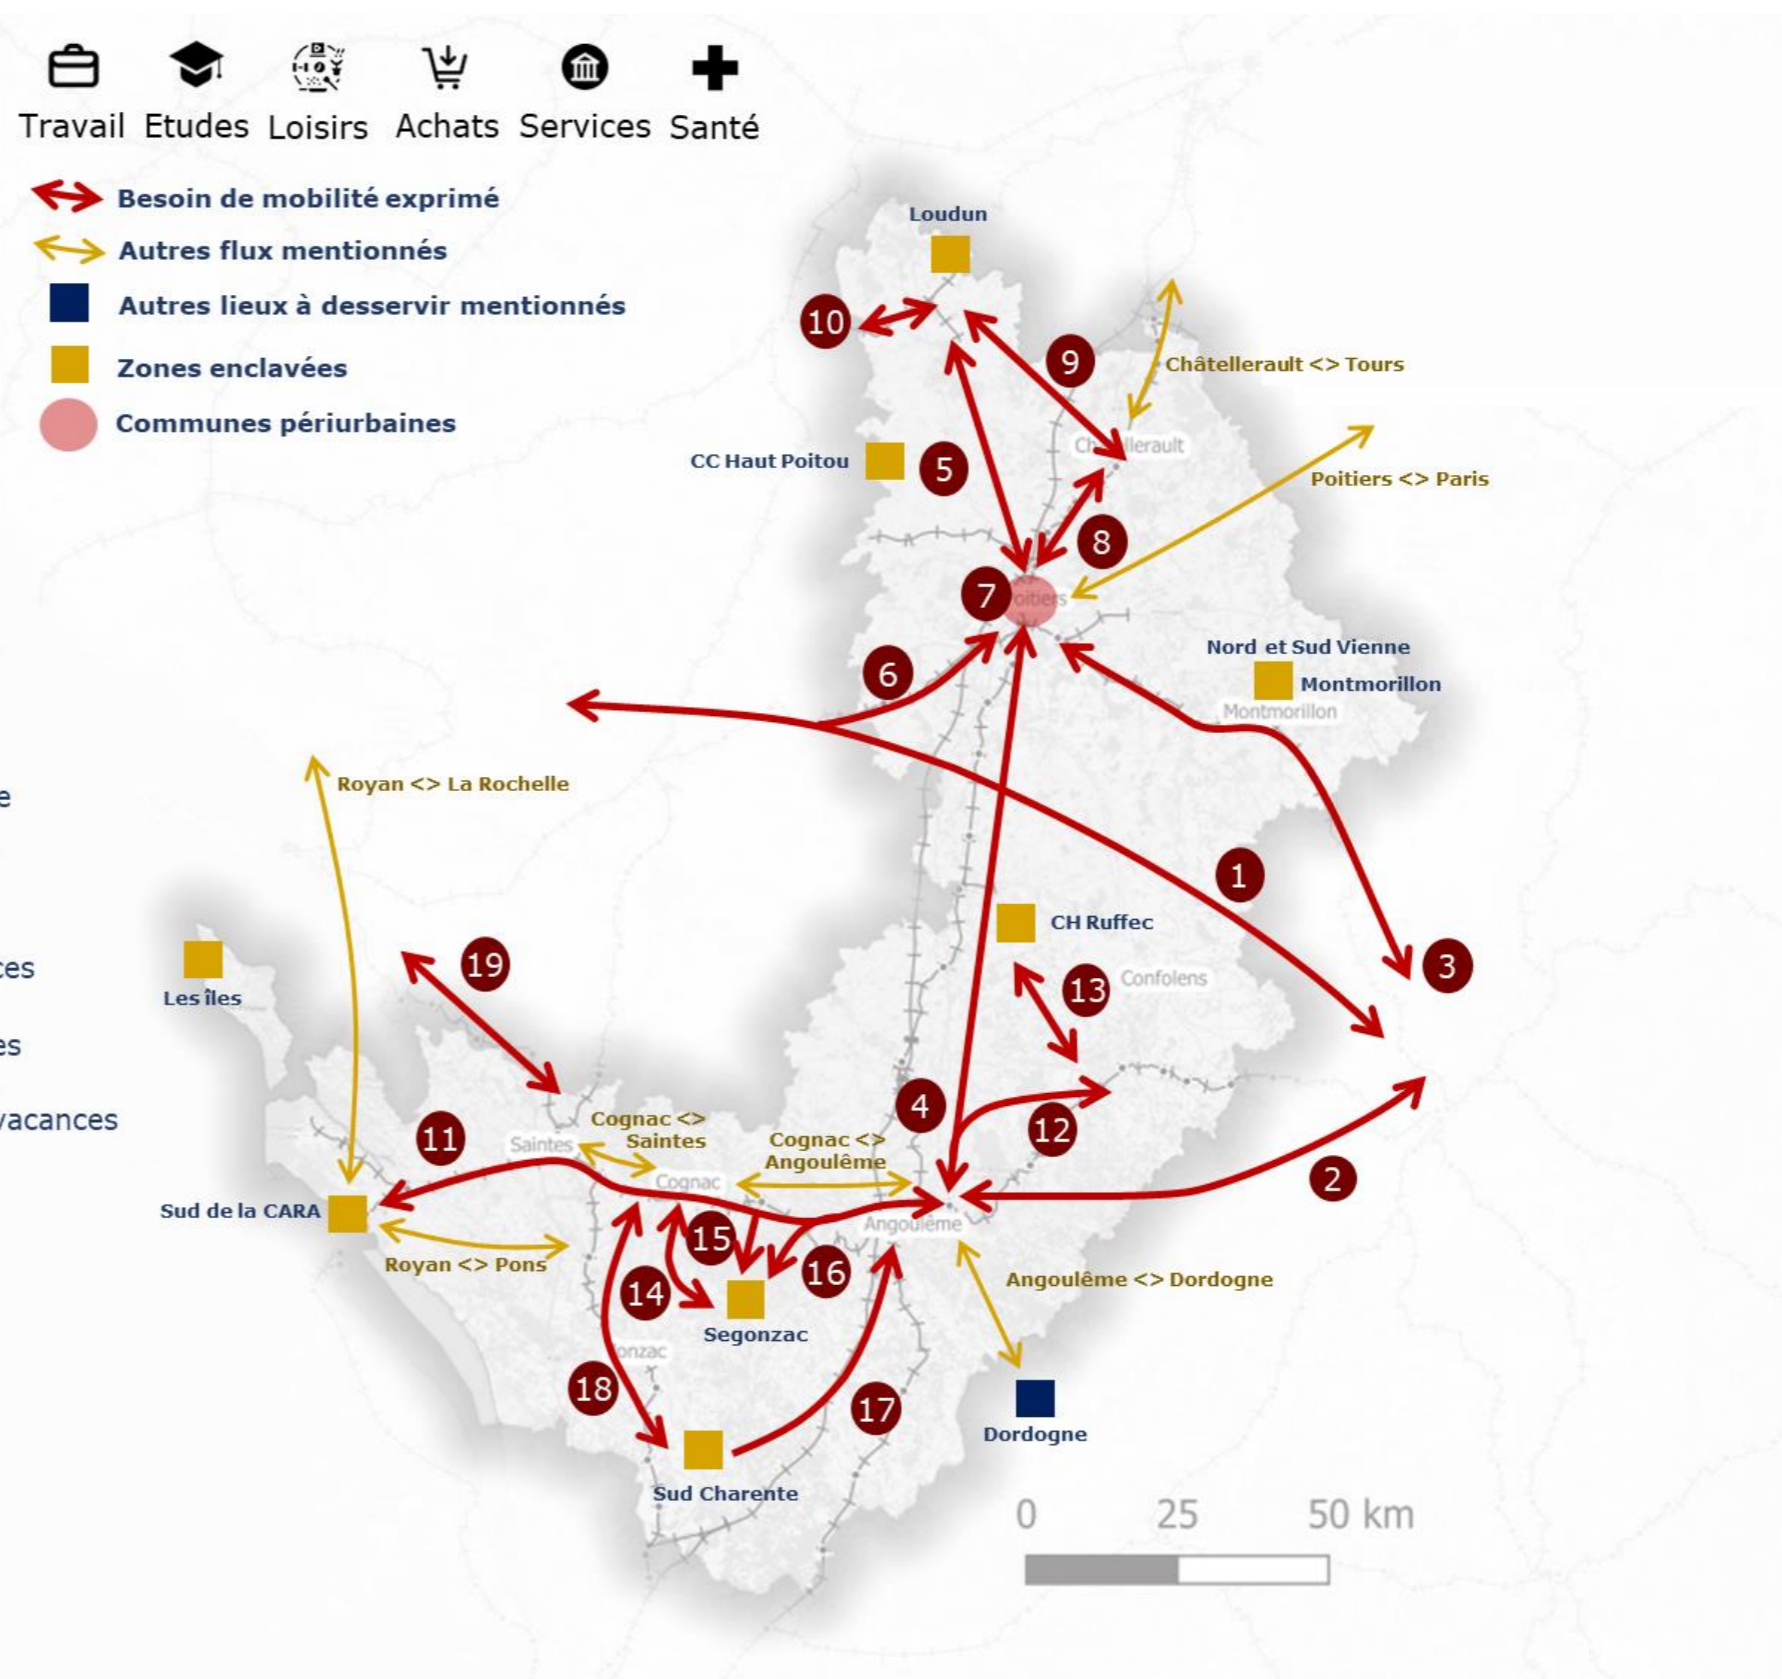 Travail Etudes Loisirs Achats Services Santé
Besoin de mobilité exprimé
Autres flux mentionnés
Autres lieux à desservir mentionnés
Zones enclavées
Communes périurbaines
Loudun
10
9
Châtellerault <> Tours
CC Haut Poitou
5
Poitiers <> Paris
8
7
Nord et Sud Vienne
6
Montmorillon
Montmorillon
Royan <> La Rochelle
e
1
CH Ruffec
3
19
ces
Confolens
13
Les îles
es
4
vacances
Cognac <>
Saintes
12
11
Cognac <>
Angoulême
Saintes
2
Cognac
Sud de la CARA
Angoulême
15
Royan <> Pons
16
Angoulême <> Dordogne
14
Segonzac
18
17
Dordogne
Sud Charente
0 25 50 km